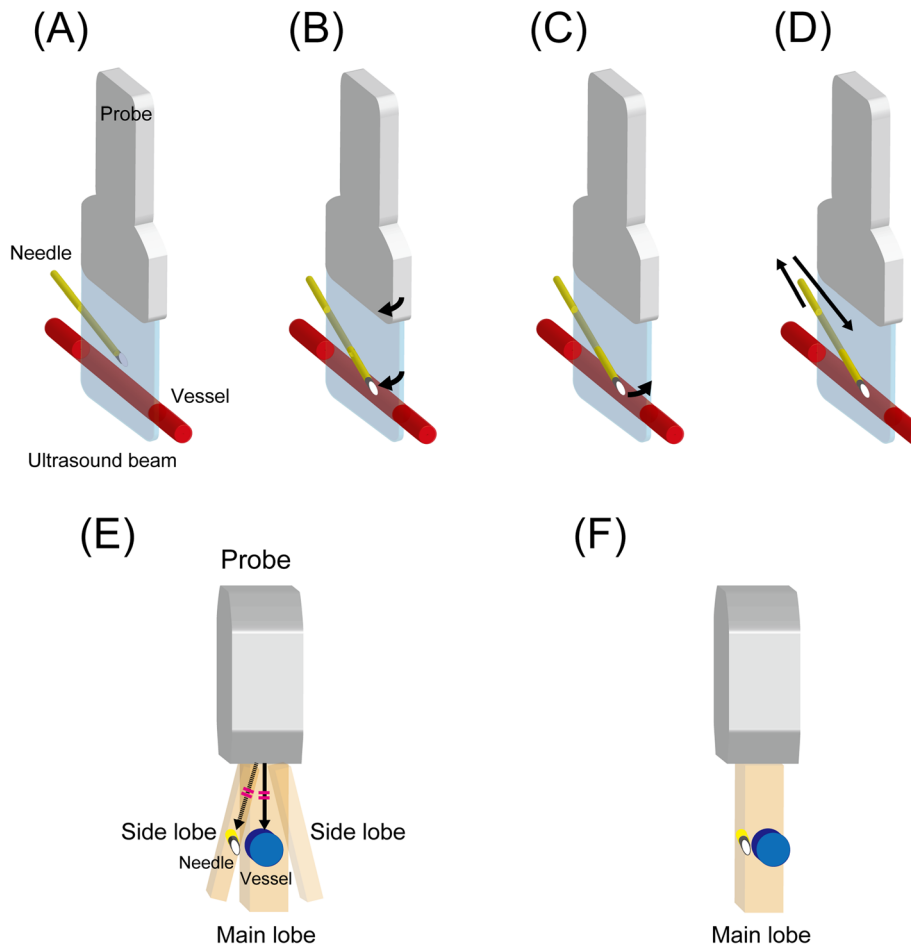 (A)
(B)
(C)
(D)
Probe
Needle
Vessel
Ultrasound beam
(E)
(F)
Probe
Side lobe
Side lobe
Needle
Vessel
Main lobe
Main lobe